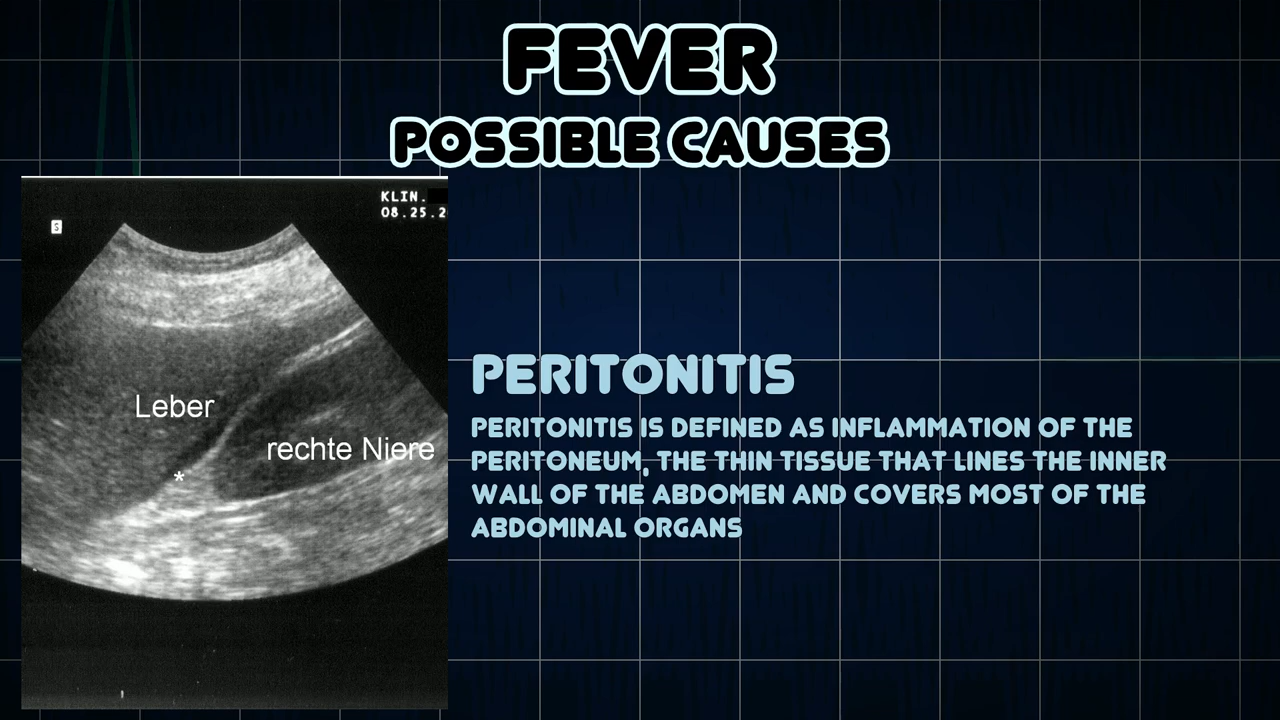 FEVER
POSSIBLE CAUSES
KLIN.
08.25.2
S
Leber
rechte Niere
*
PERITONITIS
PERITONITIS IS DEFINED AS INFLAMMATION OF THE
PERITONEUM, THE THIN TISSUE THAT LINES THE INNER
WALL OF THE ABDOMEN AND COVERS MOST OF THE
ABDOMINAL ORGANS